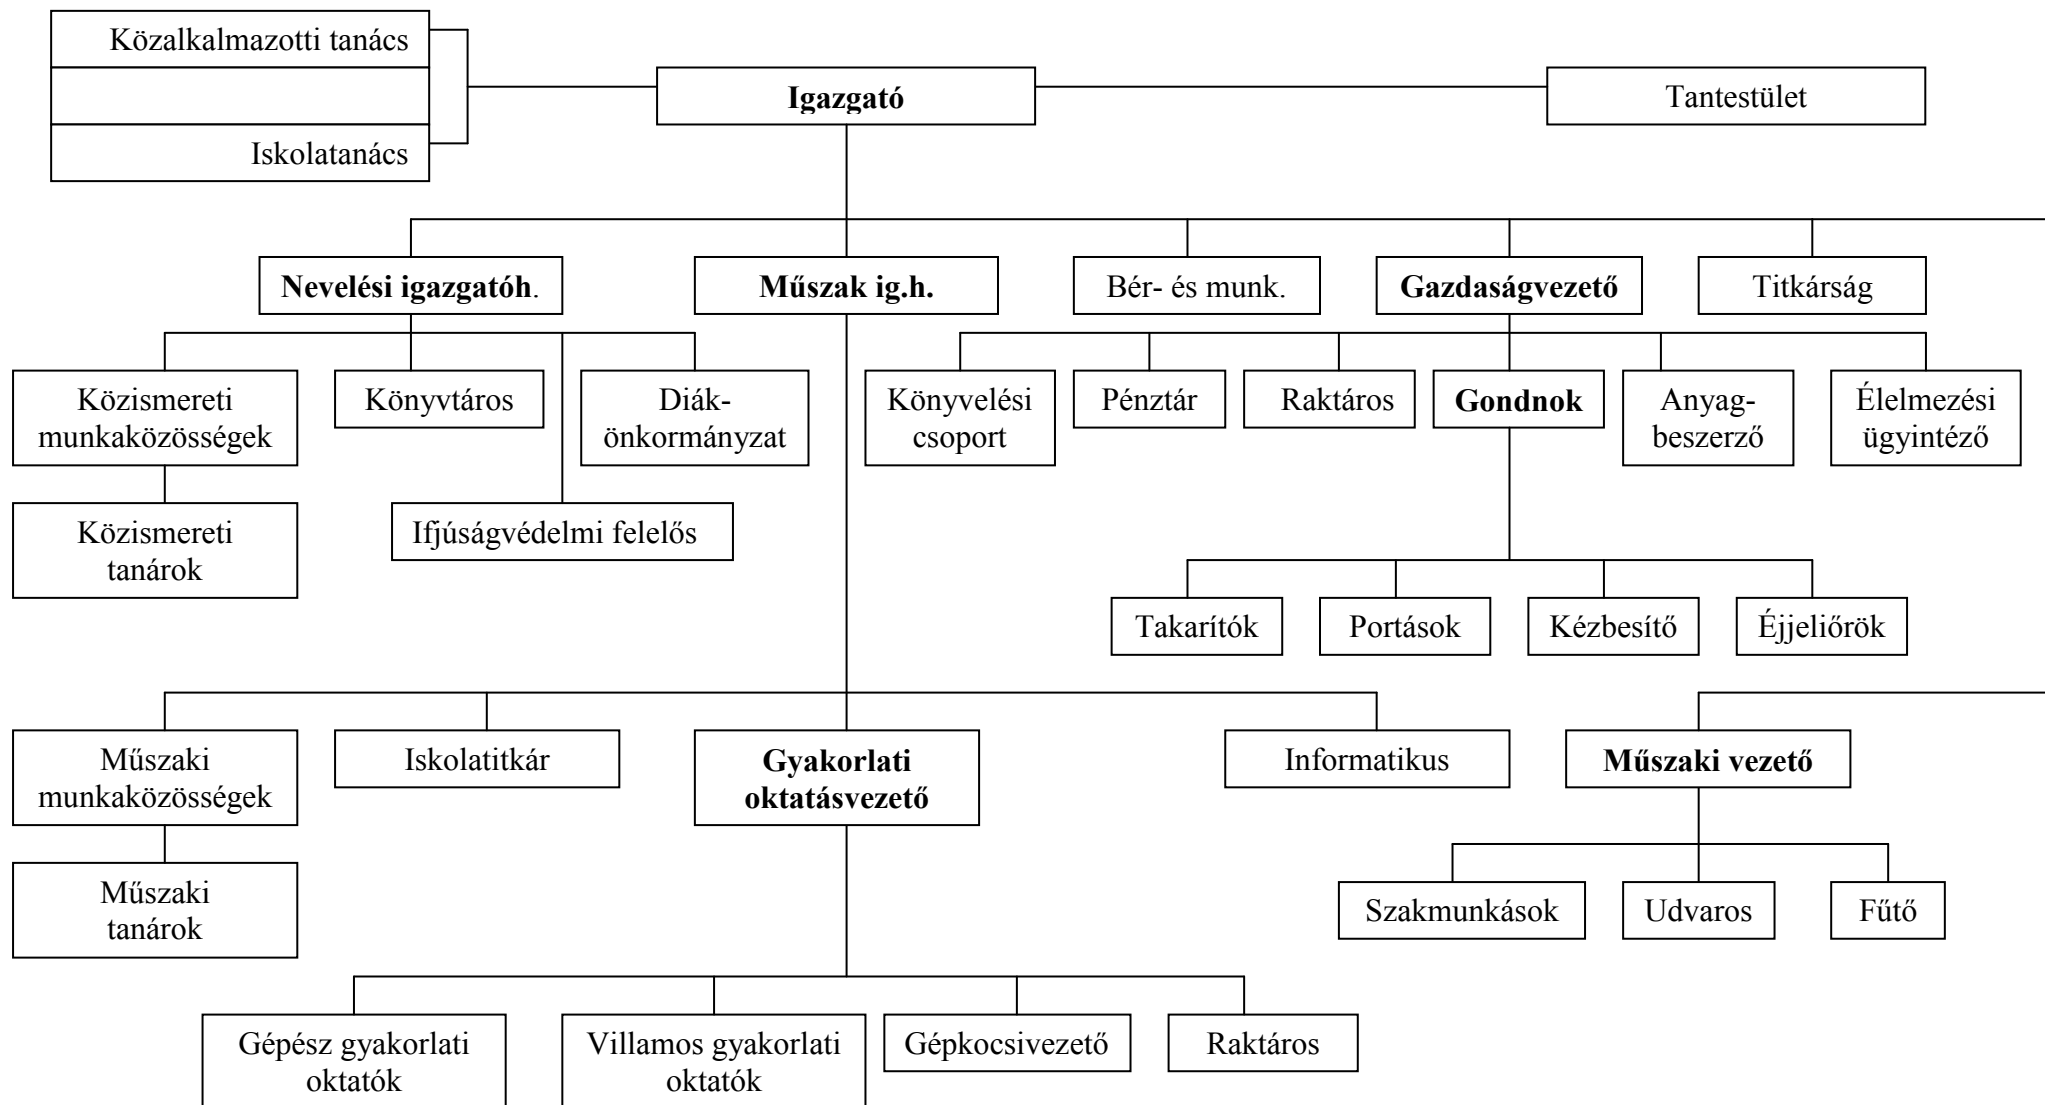 Közalkalmazotti tanács
Igazgató
Tantestület
Iskolatanács
Nevelési igazgatóh.
Műszak ig.h.
Bér- és munk.
Gazdaságvezető
Titkárság
Közismereti
munkaközösségek
Könyvtáros
Diák-
önkormányzat
Könyvelési
csoport
Pénztár
Raktáros
Gondnok
Anyag-
beszerző
Élelmezési
ügyintéző
Közismereti
tanárok
Ifjúságvédelmi felelős
Takarítók
Portások
Kézbesítő
Éjjeliőrök
Műszaki
munkaközösségek
Iskolatitkár
Gyakorlati
oktatásvezető
Informatikus
Műszaki vezető
Műszaki
tanárok
Szakmunkások
Udvaros
Fűtő
Gépész gyakorlati
oktatók
Villamos gyakorlati
oktatók
Gépkocsivezető
Raktáros